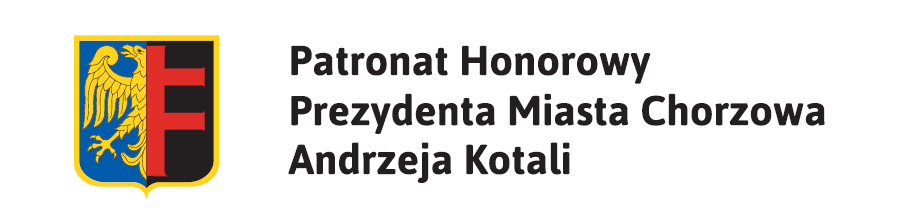 Patronat Honorowy
Prezydenta Miasta Chorzowa
Andrzeja Kotali